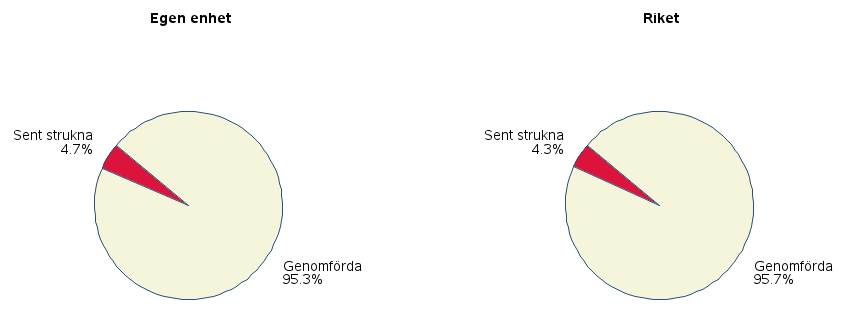 Egen enhet
Sent strukna
4.7%
Genomförda
95.3%
Riket
Sent strukna
4.3%
Genomförda
95.7%